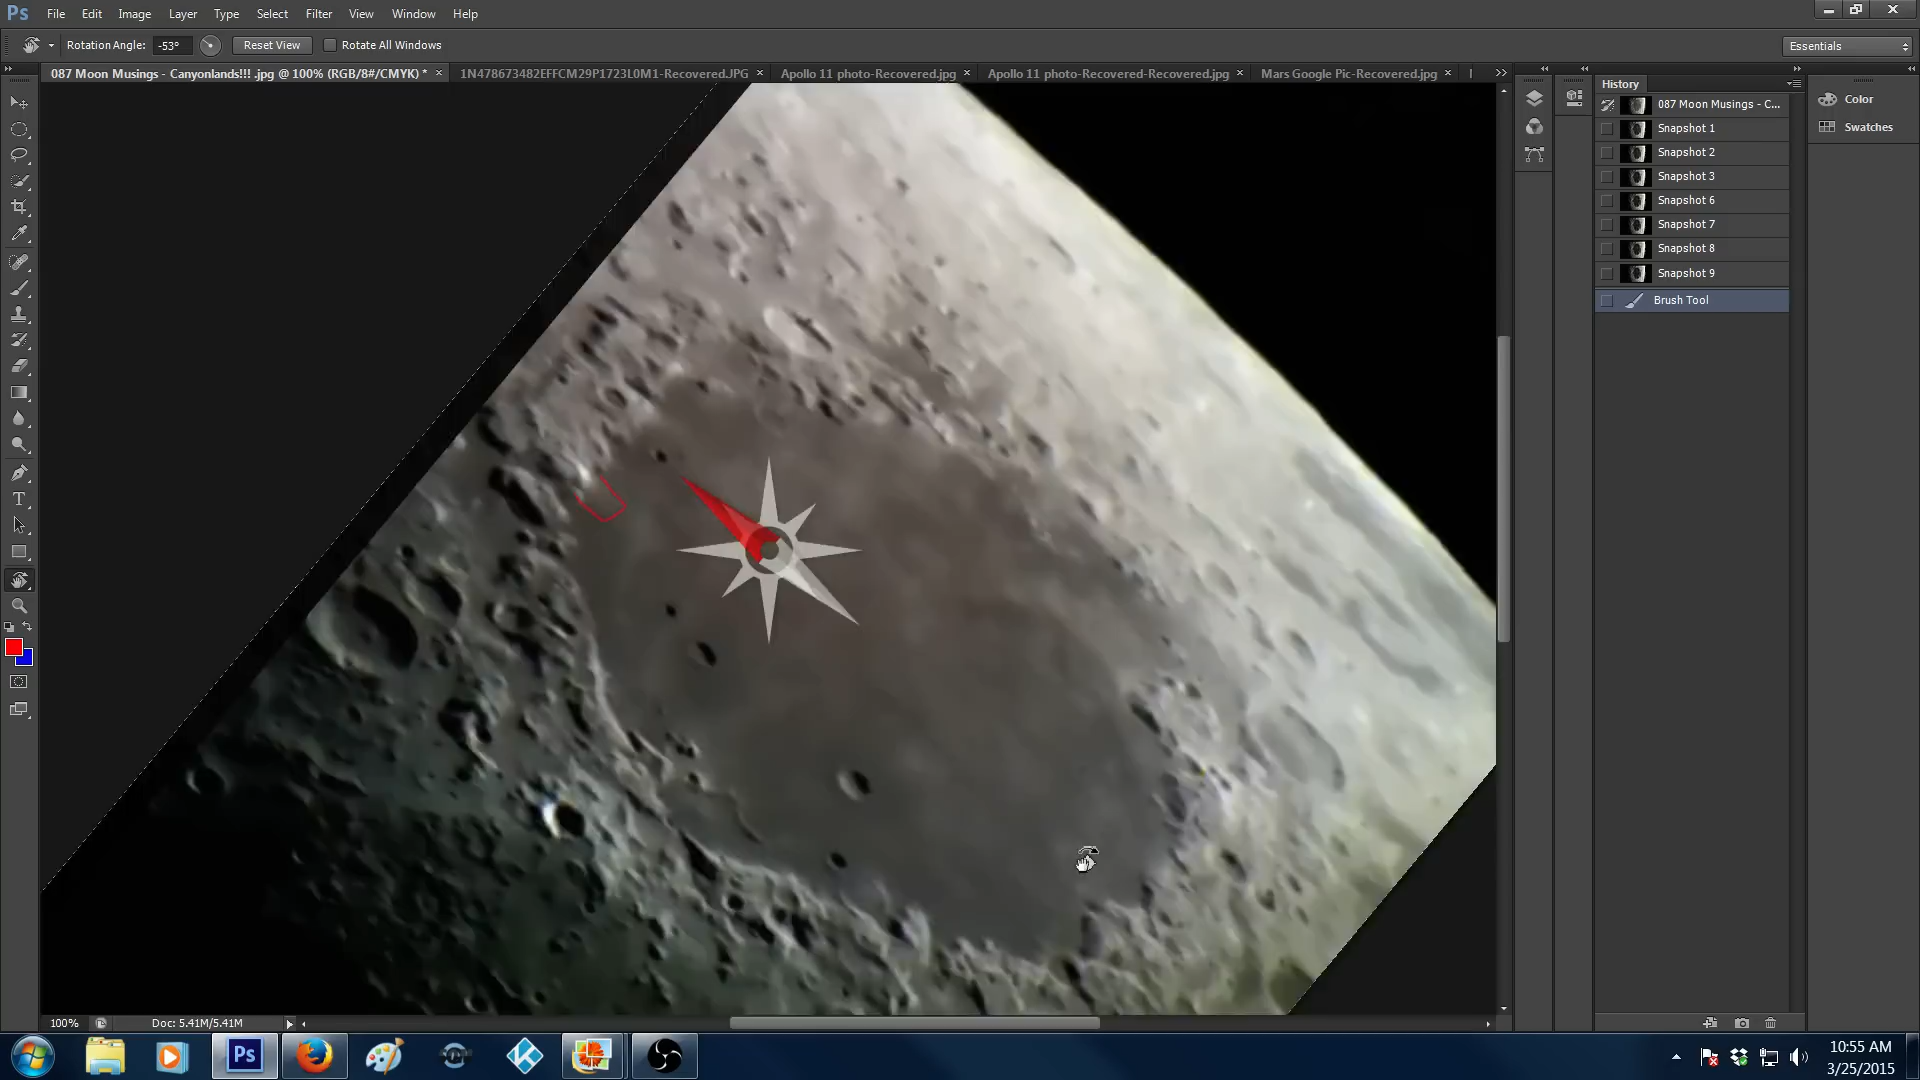 Ps File Edit Image Layer Type Select Filter 3D View Window Help
Rotation Angle: -53° Reset View Rotate All Windows Essentials
087 Moon Musings - Canyonlands!!! .jpg @ 100% (RGB/8#/CMYK) * × 1N478673482EFFCM29P1723L0M1-Recovered.JPG × Apollo 11 photo-Recovered.jpg × Apollo 11 photo-Recovered-Recovered.jpg × Mars Google Pic-Recovered.jpg ×
History
087 Moon Musings - C...
Snapshot 1
Snapshot 2
Snapshot 3
Snapshot 6
Snapshot 7
Snapshot 8
Snapshot 9
Brush Tool
Color
Swatches
T
100% Doc: 5.41M/5.41M
Ps
10:55 AM
3/25/2015